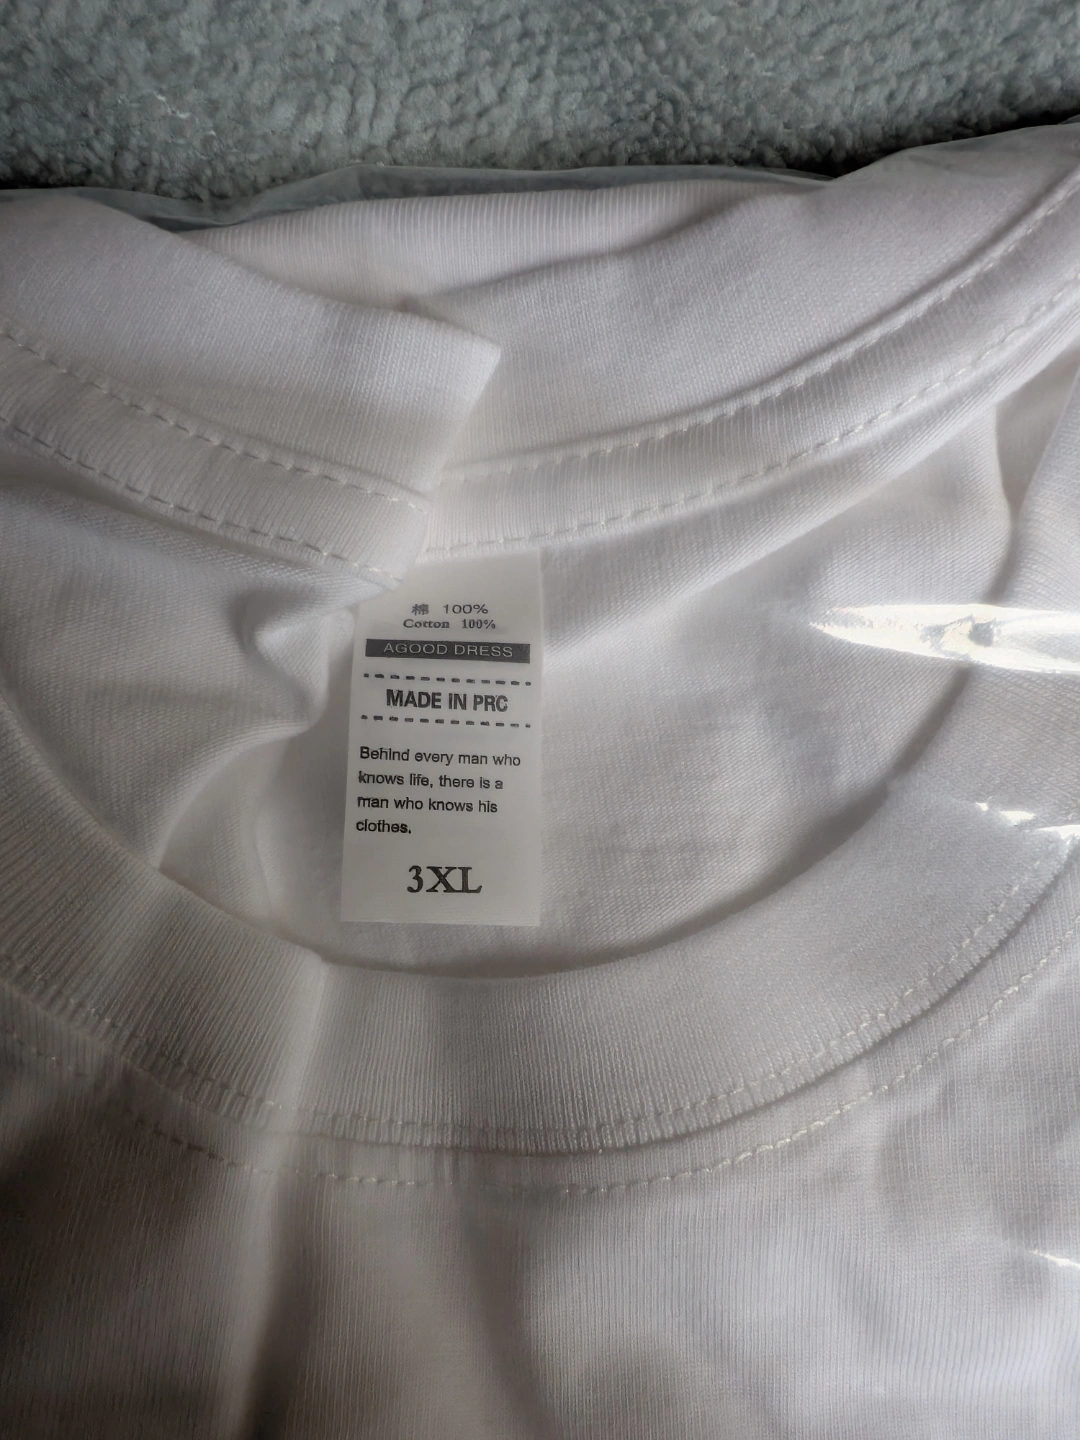 棉 100%
Cotton 100%
AGOOD DRESS
MADE IN PRC
Behind every man who
knows life, there is a
man who knows his
clothes.
3XL